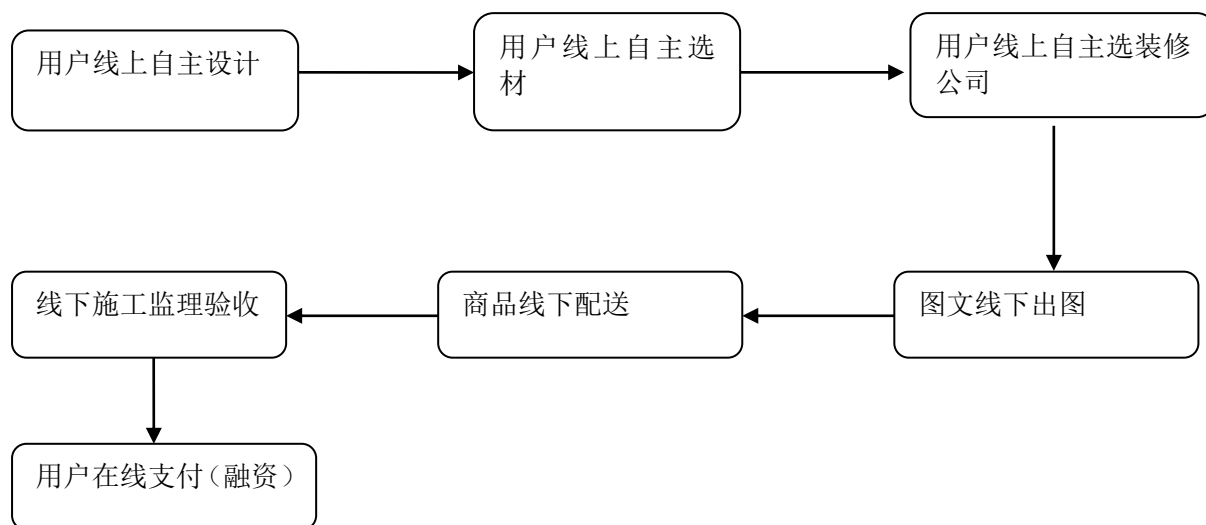 用户线上自主设计
用户线上自主选
材
用户线上自主选装修
公司
线下施工监理验收
商品线下配送
图文线下出图
用户在线支付（融资）